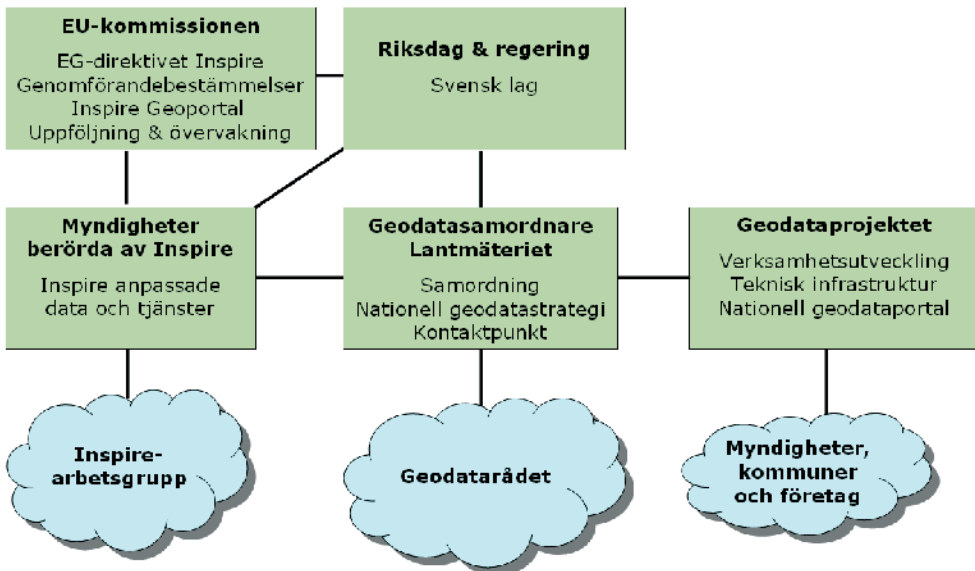 EU-kommissionen
EG-direktivet Inspire
Genomförandebestämmelser
Inspire Geoportal
Uppföljning & övervakning
Riksdag & regering
Svensk lag
Myndigheter
berörda av Inspire
Inspire anpassade
data och tjänster
Geodatasamordnare
Lantmäteriet
Samordning
Nationell geodatastrategi
Kontaktpunkt
Geodataprojektet
Verksamhetsutveckling
Teknisk infrastruktur
Nationell geodataportal
Inspire-
arbetsgrupp
Geodatarådet
Myndigheter,
kommuner
och företag